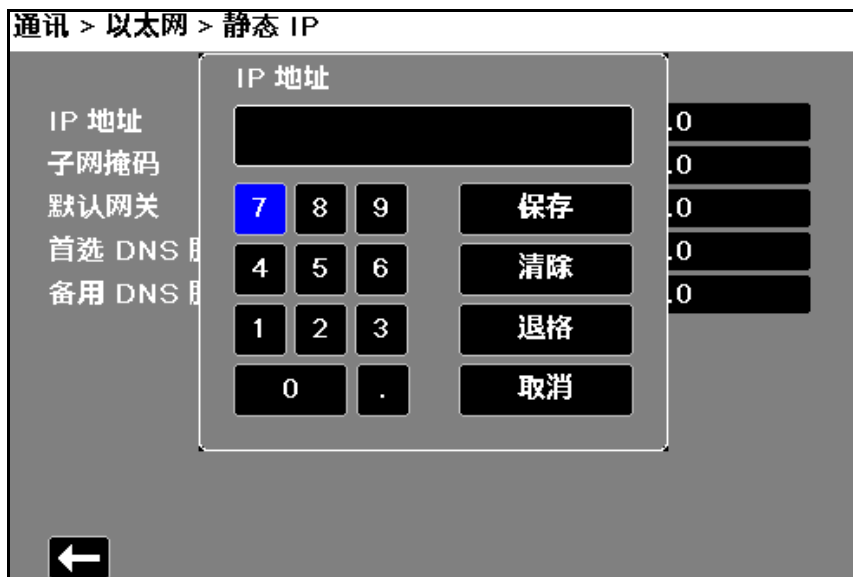 通讯 > 以太网 > 静态 IP
IP 地址
IP 地址
.0
子网掩码
.0
默认网关
.0
首选 DNS
.0
备用 DNS
.0
7 8 9 保存
4 5 6 清除
1 2 3 退格
0 . 取消